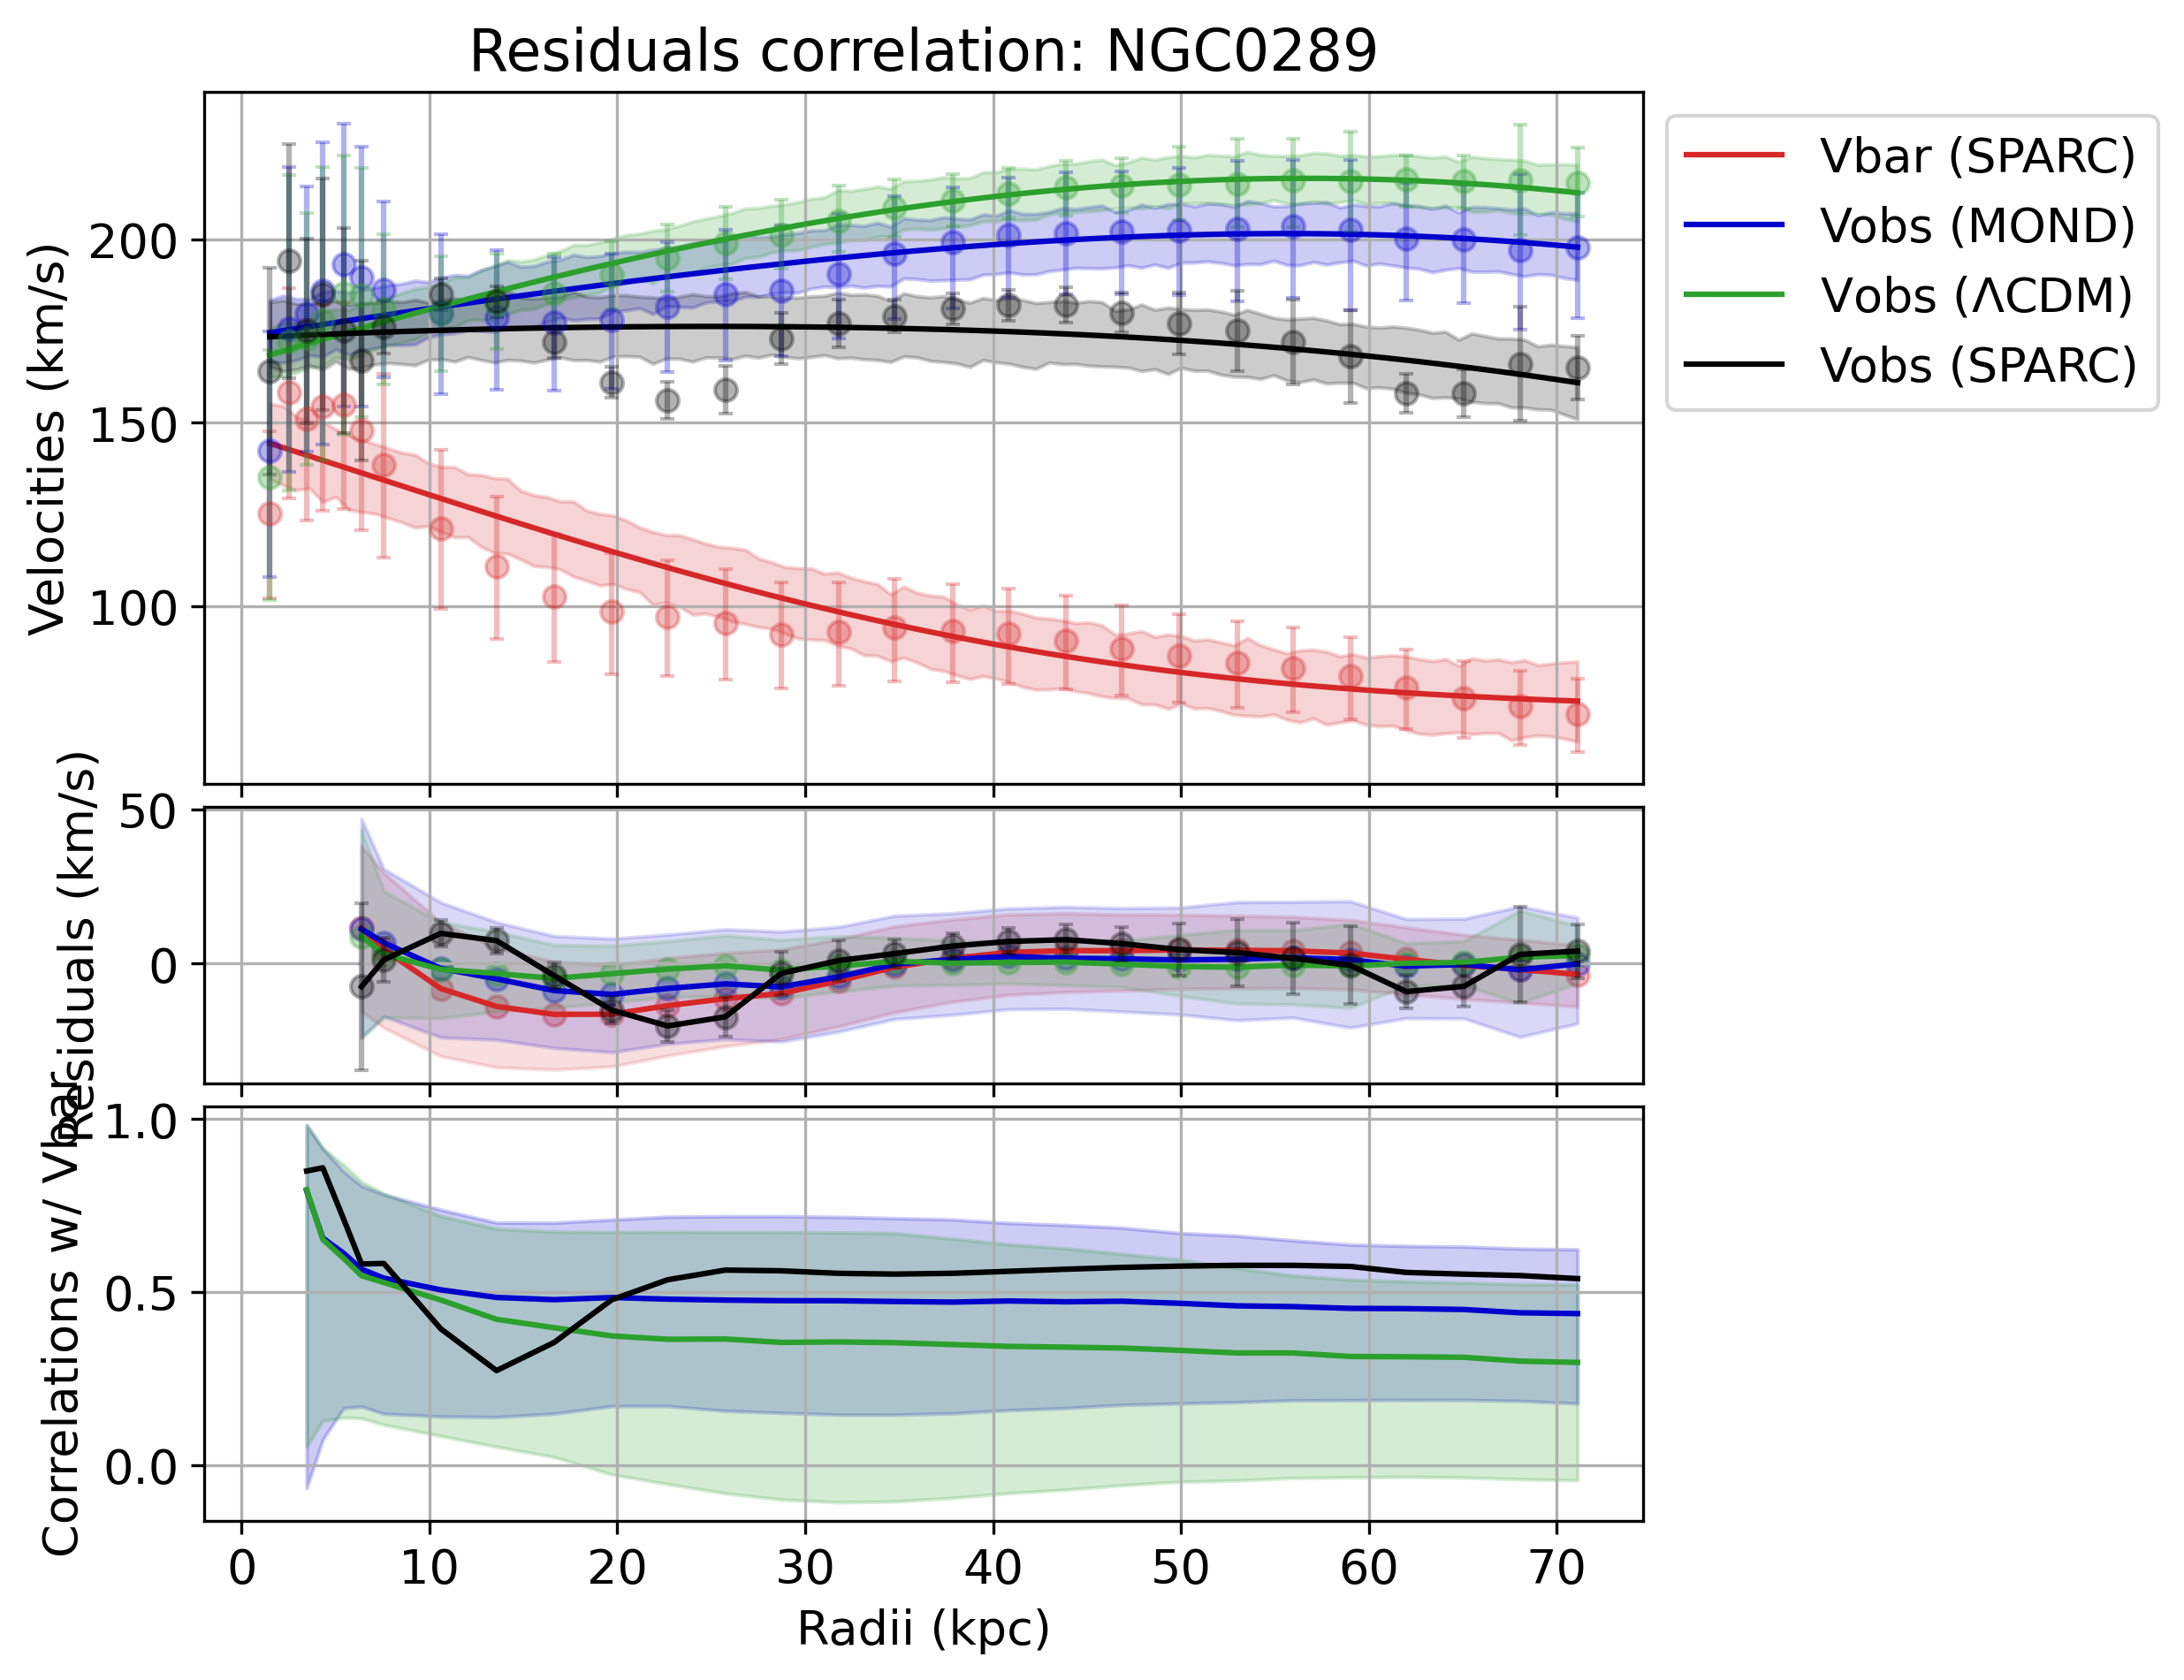 Residuals correlation: NGC0289
Velocities (km/s)
200
150
100
Vbar (SPARC)
Vobs (MOND)
Vobs (ΛCDM)
Vobs (SPARC)
Residuals (km/s)
50
0
Correlations w/ Vbar
1.0
0.5
0.0
0 10 20 30 40 50 60 70
Radii (kpc)